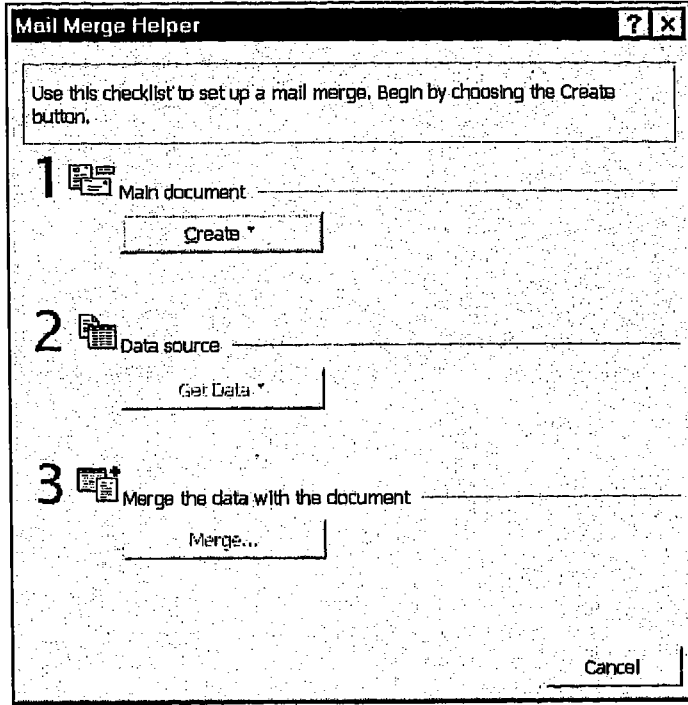 Mail Merge Helper
Use this checklist to set up a mail merge. Begin by choosing the Create
button.
1 Main document
Create
2 Data source
Get Data
3 Merge the data with the document
Merge...
Cancel